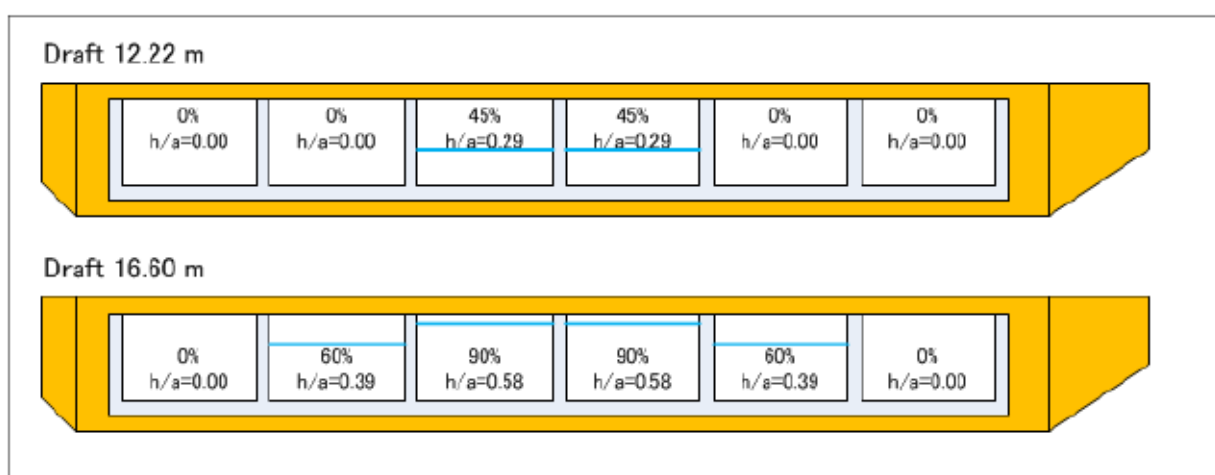 Draft 12.22 m
0% 0% 45% 45% 0% 0%
h/a=0.00 h/a=0.00 h/a=0.29 h/a=0.29 h/a=0.00 h/a=0.00
Draft 16.60 m
0% 60% 90% 90% 60% 0%
h/a=0.00 h/a=0.39 h/a=0.58 h/a=0.58 h/a=0.39 h/a=0.00